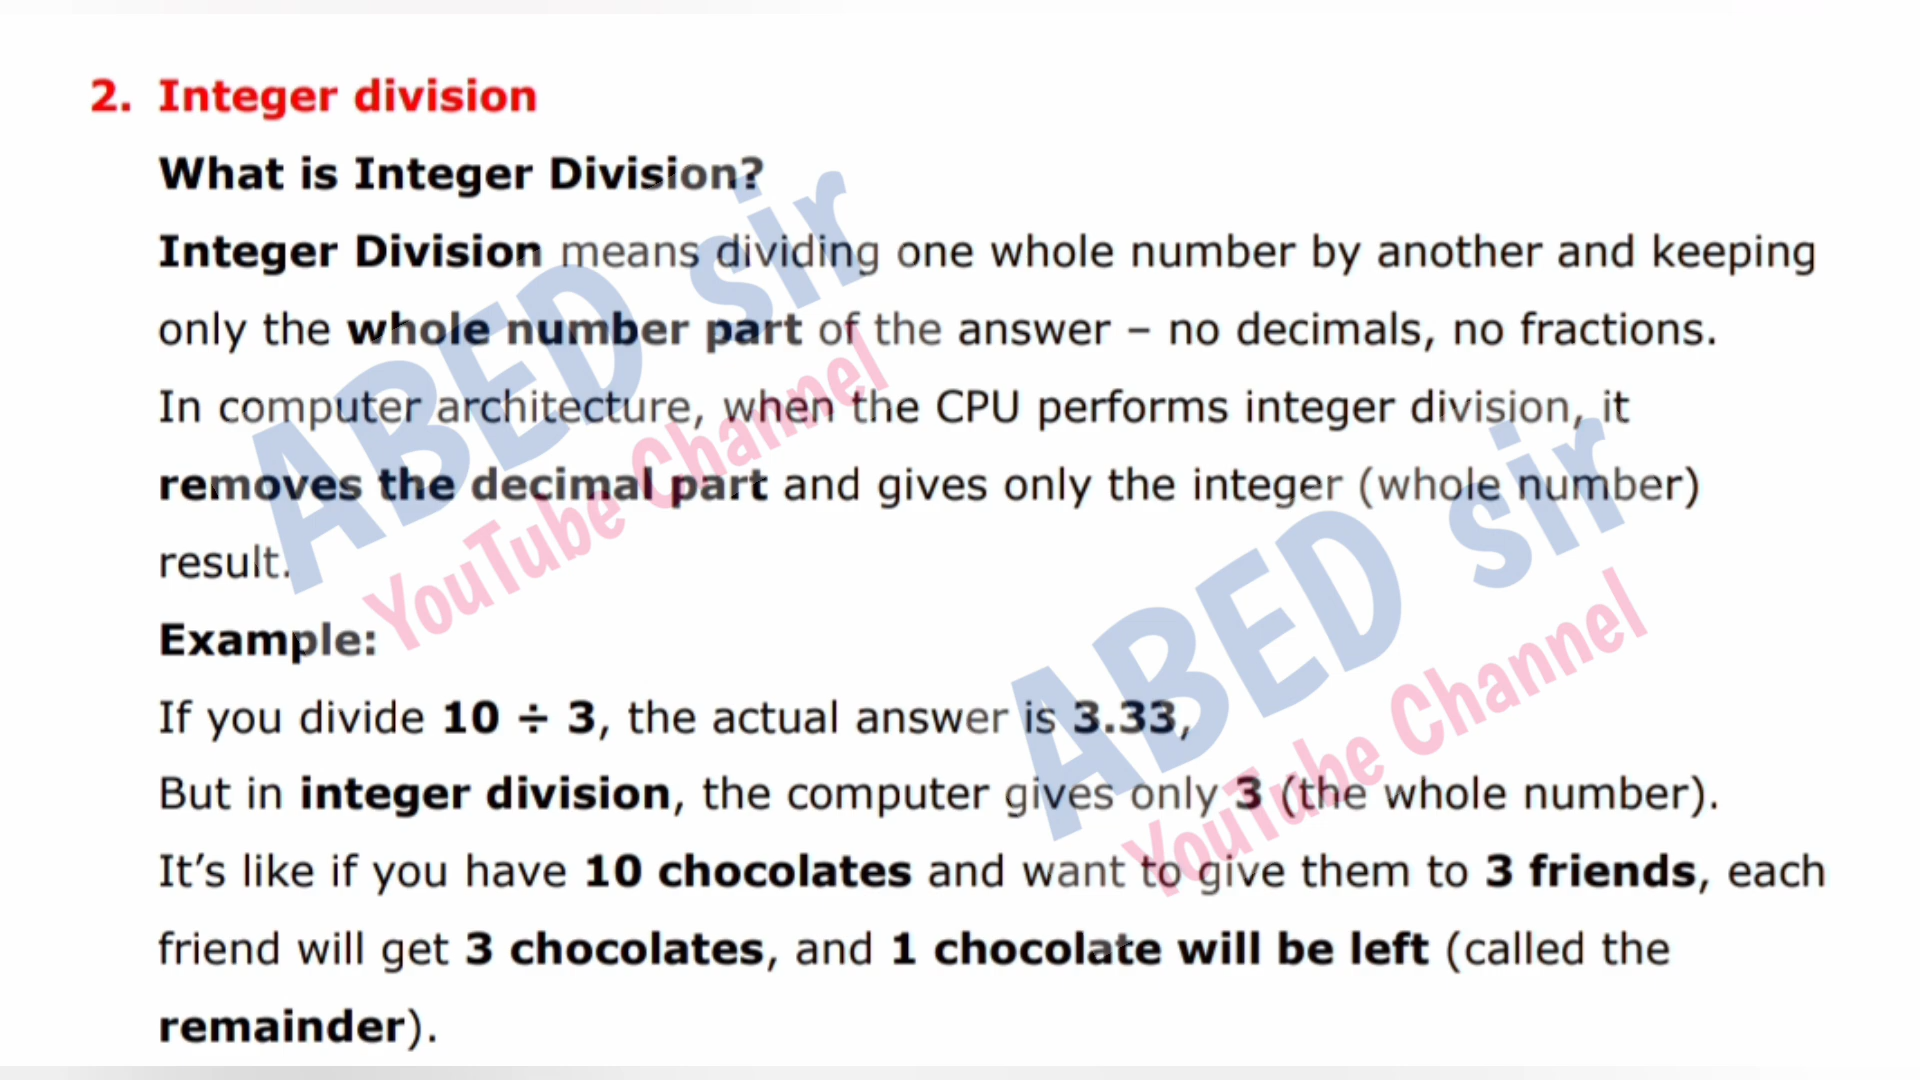 2. Integer division
What is Integer Division?
Integer Division means dividing one whole number by another and keeping
only the whole number part of the answer – no decimals, no fractions.
In computer architecture, when the CPU performs integer division, it
removes the decimal part and gives only the integer (whole number)
result.
Example:
If you divide 10 ÷ 3, the actual answer is 3.33,
But in integer division, the computer gives only 3 (the whole number).
It’s like if you have 10 chocolates and want to give them to 3 friends, each
friend will get 3 chocolates, and 1 chocolate will be left (called the
remainder).
ABED sir
YouTube Channel
ABED sir
YouTube Channel